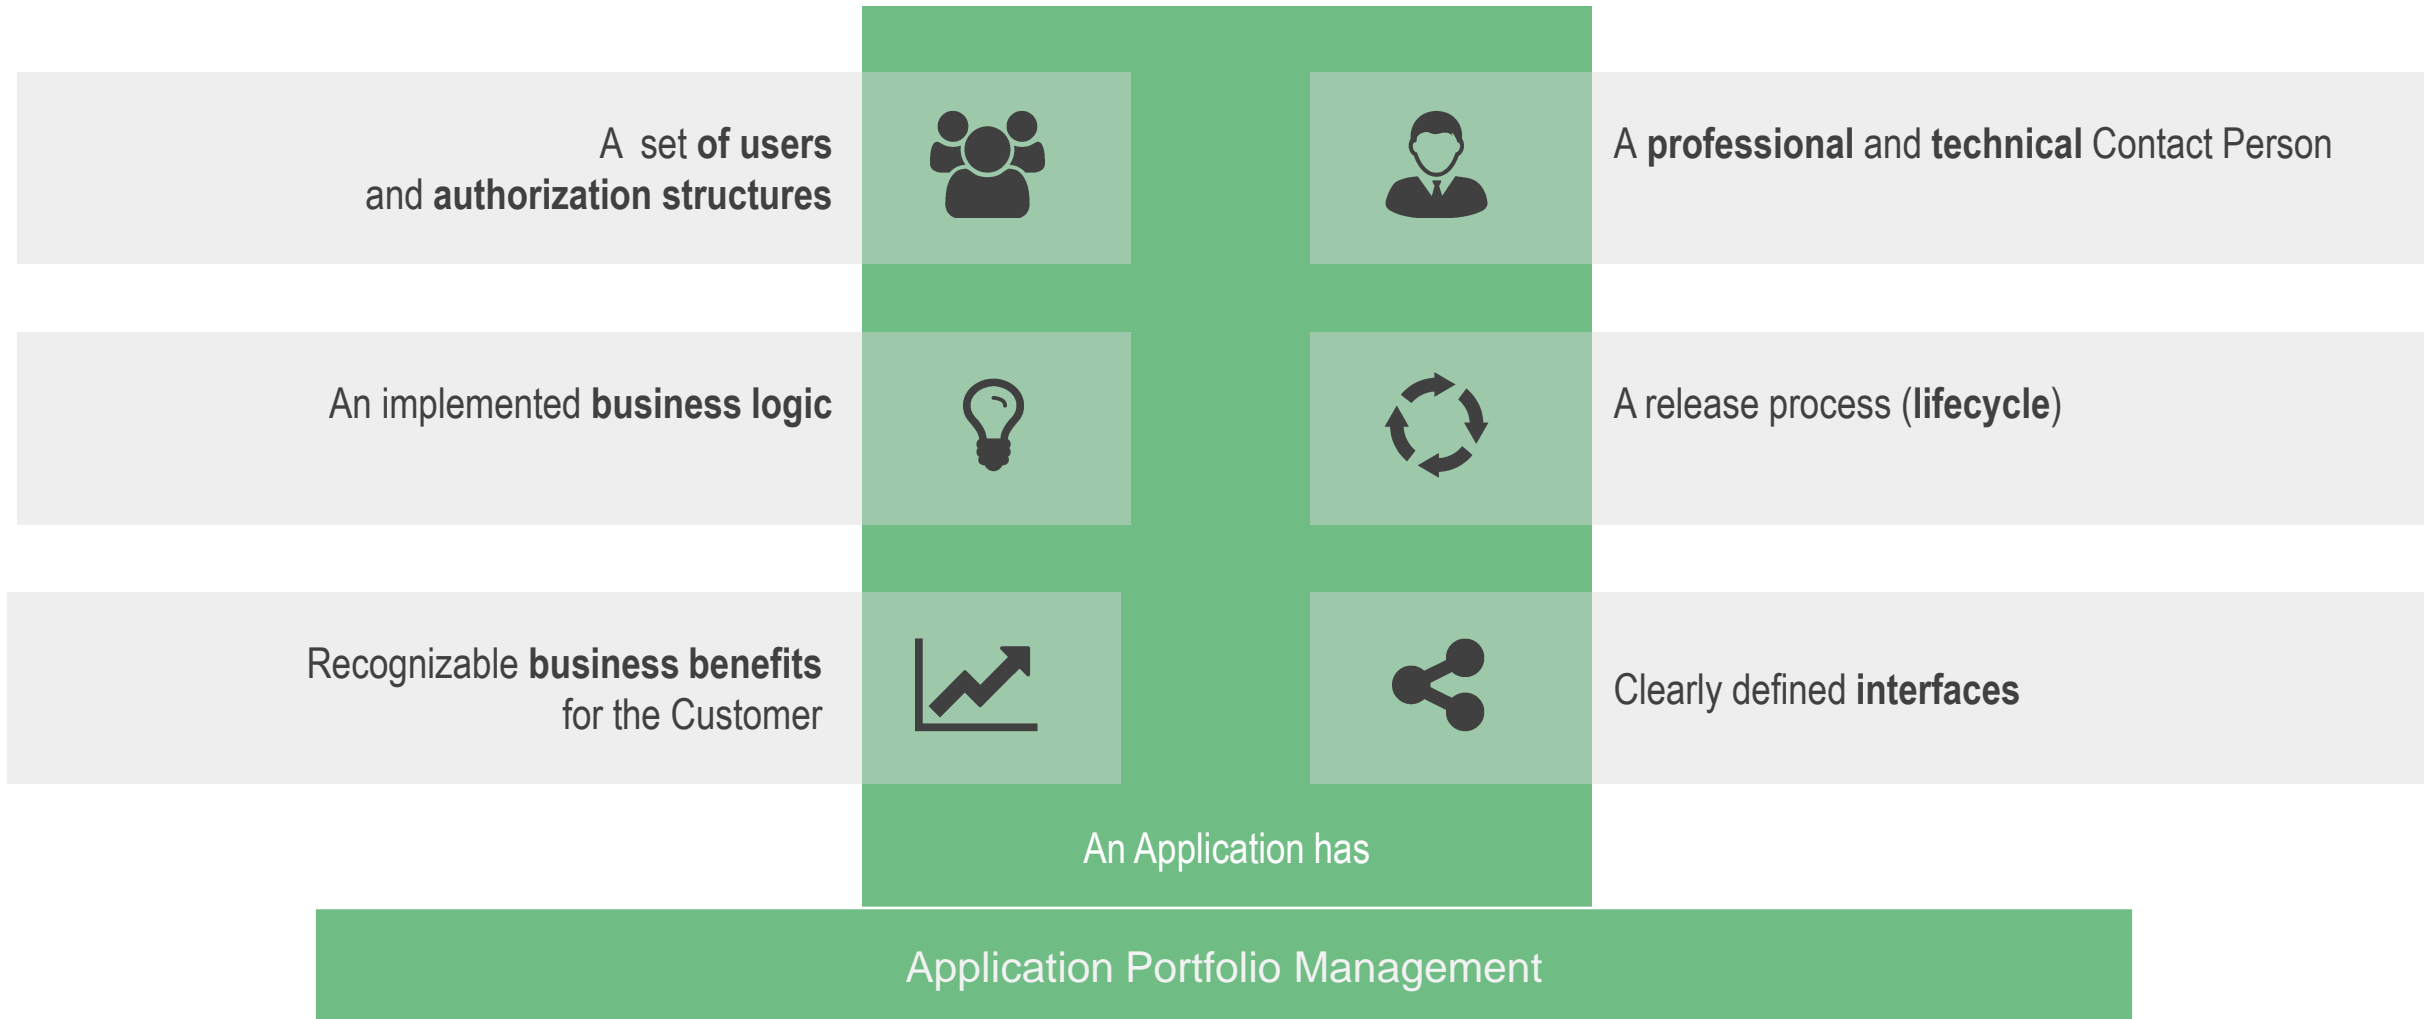 A  set of users
and authorization structures
A professional and technical Contact Person
An implemented business logic
A release process (lifecycle)
Recognizable business benefits
for the Customer
Clearly defined interfaces
An Application has
Application Portfolio Management